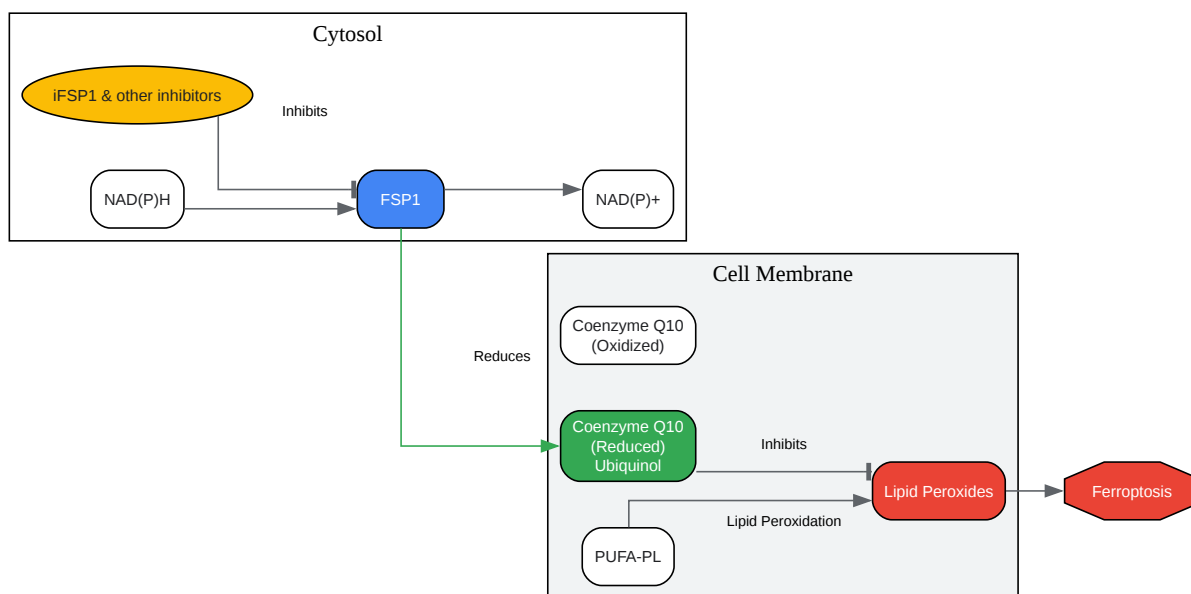 Cytosol
iFSP1 & other inhibitors
Inhibits
NAD(P)H
FSP1
NAD(P)+
Cell Membrane
Coenzyme Q10
(Oxidized)
Reduces
Coenzyme Q10
(Reduced)
Ubiquinol
Inhibits
Lipid Peroxides
Ferroptosis
Lipid Peroxidation
PUFA-PL